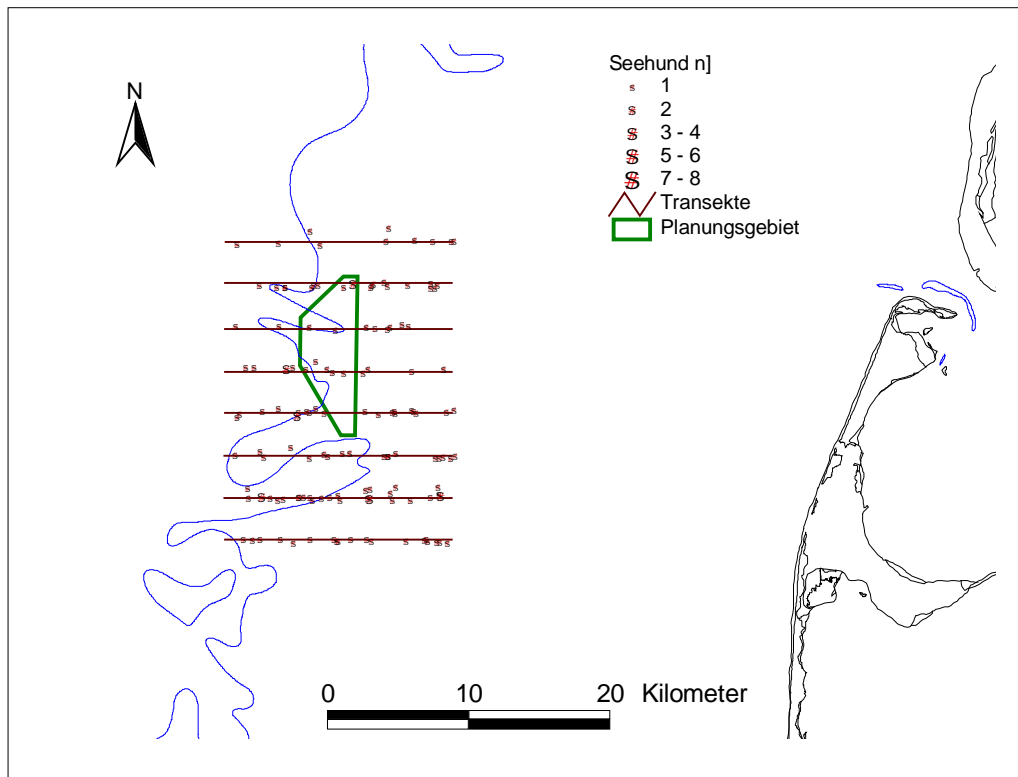 N
Seehund n]
1
2
3 - 4
5 - 6
7 - 8
Transekte
Planungsgebiet
0 10 20 Kilometer